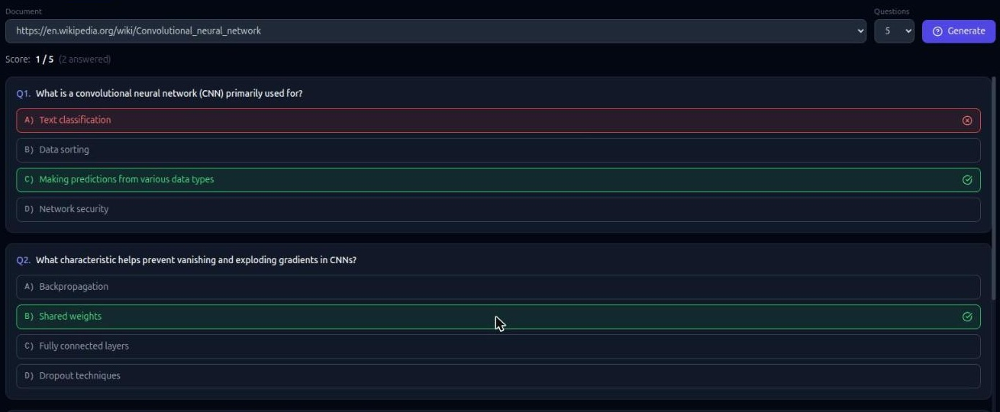 Document
Questions
https://en.wikipedia.org/wiki/Convolutional_neural_network
5
Generate
Score: 1 / 5 (2 answered)
Q1. What is a convolutional neural network (CNN) primarily used for?
A) Text classification
B) Data sorting
C) Making predictions from various data types
D) Network security
Q2. What characteristic helps prevent vanishing and exploding gradients in CNNs?
A) Backpropagation
B) Shared weights
C) Fully connected layers
D) Dropout techniques